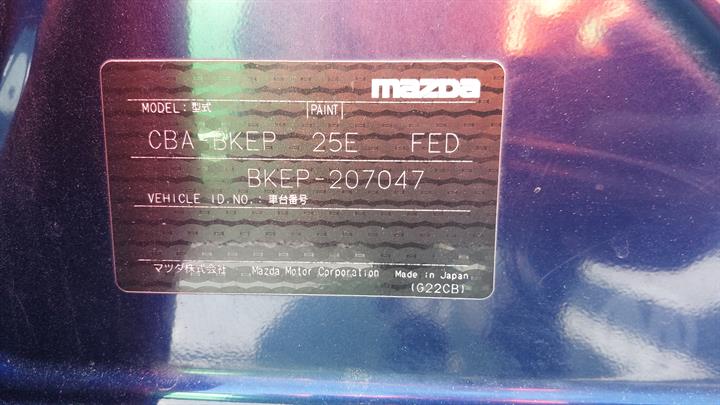 mazda
MODEL: 型式 |PAINT|
CBA-BKEP 25E FED
BKEP-207047
VEHICLE ID.NO.: 車台番号
マツダ株式会社 Mazda Motor Corporation Made in Japan
(G22CB)